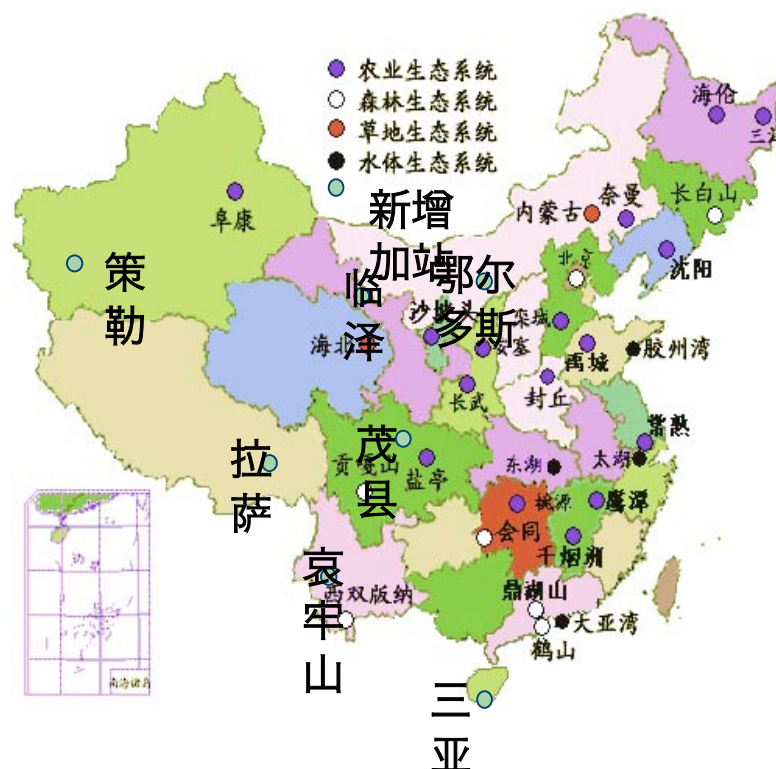 农业生态系统
森林生态系统
草地生态系统
水体生态系统
新增
加站
海伦
三江
阜康
奈曼
内蒙古
长白山
策
勒
北京
沈阳
临
泽
沙坡头
鄂尔
多斯
栾城
海北
安塞
禹城
胶州湾
长武
封丘
拉
萨
茂
县
贡嘎山
盐亭
常熟
东湖
太湖
桃源
鹰潭
会同
千烟洲
哀
牢
山
西双版纳
鼎湖山
大亚湾
鹤山
南海诸岛
三
亚